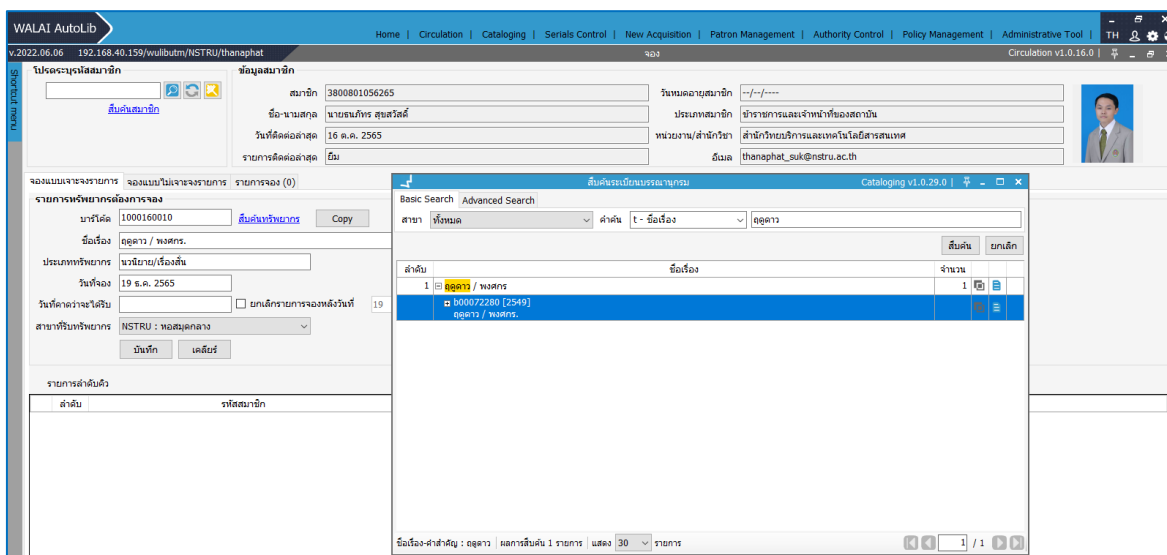 WALAI AutoLib
Home | Circulation | Cataloging | Serials Control | New Acquisition | Patron Management | Authority Control | Policy Management | Administrative Tool | TH
v.2022.06.06 192.168.40.159/wulibutm/NSTRU/thanaphat จอง Circulation v1.0.16.0 |
Shortcut menu
โปรดระบุรหัสสมาชิก
สืบค้นสมาชิก
ข้อมูลสมาชิก
สมาชิก 3800801056265 วันหมดอายุสมาชิก --/--/----
ชื่อ-นามสกุล นายธนภัทร สุขสวัสดิ์ ประเภทสมาชิก ข้าราชการและเจ้าหน้าที่ของสถาบัน
วันที่ติดต่อล่าสุด 16 ต.ค. 2565 หน่วยงาน/สำนักวิชา สำนักวิทยบริการและเทคโนโลยีสารสนเทศ
รายการติดต่อล่าสุด ยืม อีเมล thanaphat_suk@nstru.ac.th
จองแบบเจาะจงรายการ จองแบบไม่เจาะจงรายการ รายการจอง (0)
รายการทรัพยากรต้องการจอง
บาร์โค้ด 1000160010 สืบค้นทรัพยากร Copy
ชื่อเรื่อง ฤดูดาว / พงศกร.
ประเภททรัพยากร นวนิยาย/เรื่องสั้น
วันที่จอง 19 ธ.ค. 2565
วันที่คาดว่าจะได้รับ ยกเลิกรายการจองหลังวันที่ 19
สาขาที่รับทรัพยากร NSTRU : หอสมุดกลาง
บันทึก เคลียร์
รายการลำดับคิว
ลำดับ รหัสสมาชิก
สืบค้นระเบียนบรรณานุกรม Cataloging v1.0.29.0 |
Basic Search Advanced Search
สาขา ทั้งหมด คำค้น t - ชื่อเรื่อง ฤดูดาว
สืบค้น ยกเลิก
ลำดับ ชื่อเรื่อง จำนวน
1 ฤดูดาว / พงศกร 1
b00072280 [2549]
ฤดูดาว / พงศกร.
ชื่อเรื่อง-คำสำคัญ : ฤดูดาว ผลการสืบค้น 1 รายการ แสดง 30 รายการ 1 / 1